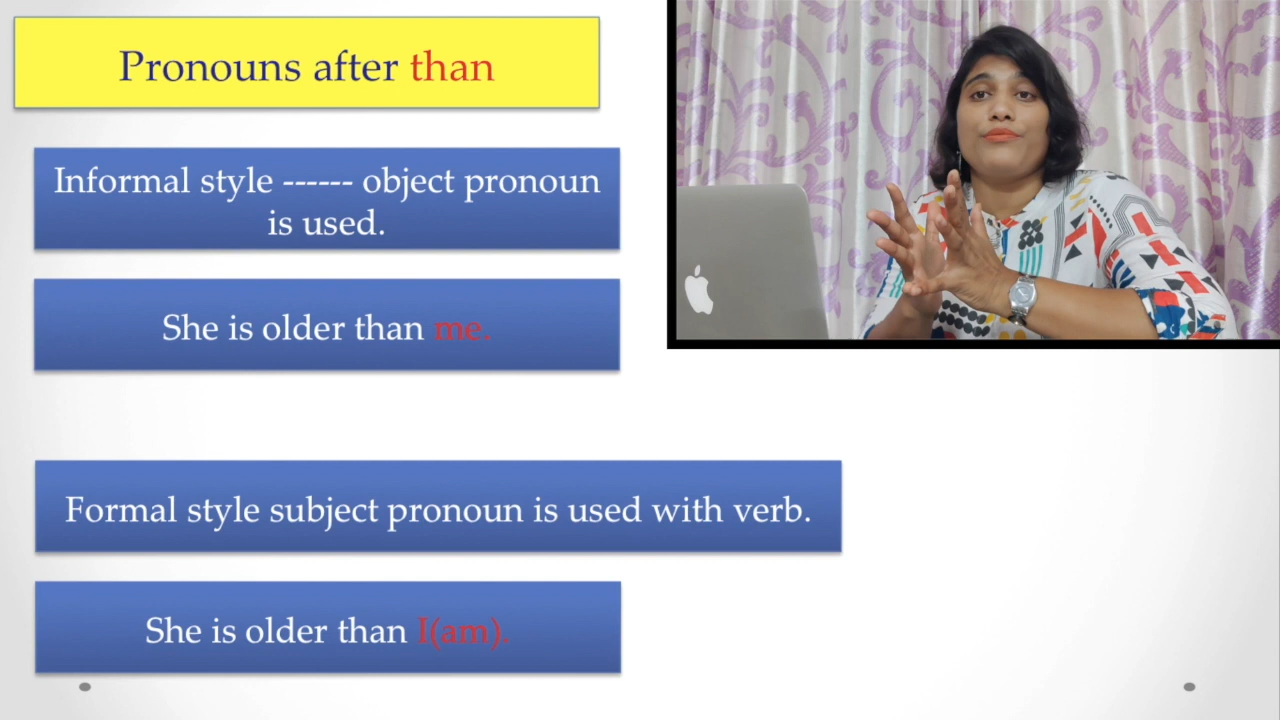 Pronouns after than
Informal style ------ object pronoun
is used.
She is older than me.
Formal style subject pronoun is used with verb.
She is older than I(am).